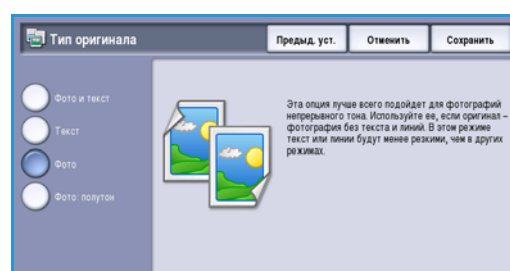 Тип оригинала
Предыд. уст.
Отменить
Сохранить
Фото и текст
Текст
Фото
Фото: полутон
Эта опция лучше всего подойдет для фотографий
непрерывного тона. Используйте ее, если оригинал –
фотография без текста и линий. В этом режиме
текст или линии будут менее резкими, чем в других
режимах.